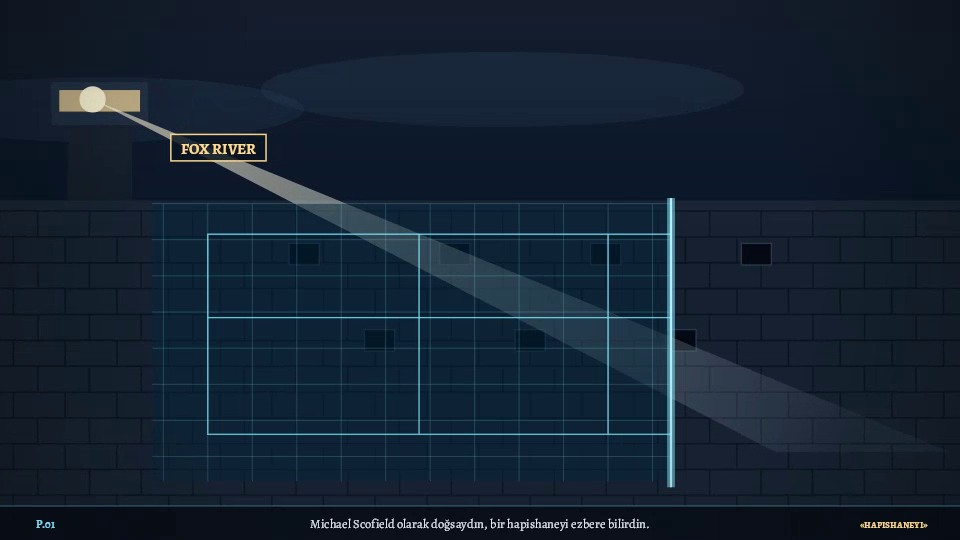 FOX RIVER
P.01
Michael Scofield olarak doğsaydın, bir hapishaneyi ezbere bilirdin.
«HAPISHANEYI»